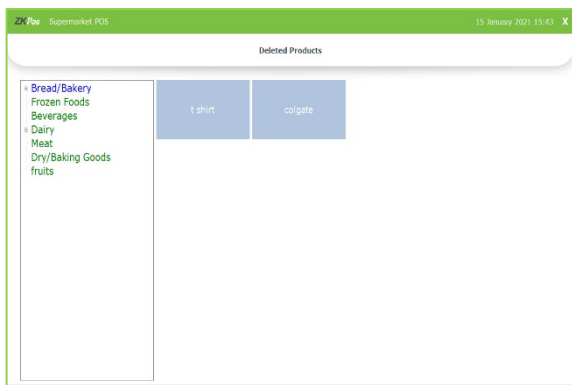 ZKPos Supermarket POS 15 January 2021 15:43 X
Deleted Products
Bread/Bakery
Frozen Foods
Beverages
Dairy
Meat
Dry/Baking Goods
fruits
t shirt
colgate